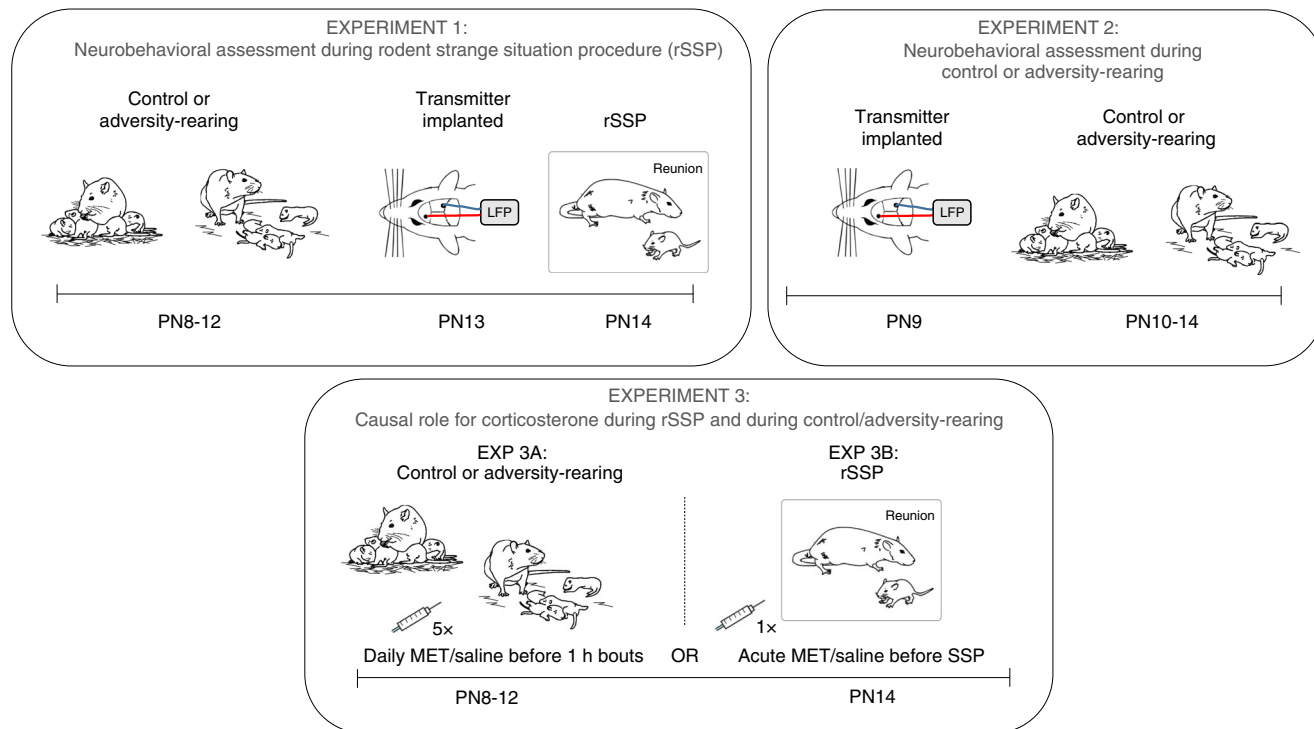 EXPERIMENT 1:
Neurobehavioral assessment during rodent strange situation procedure (rSSP)
Control or
adversity-rearing
Transmitter
implanted
rSSP
Reunion
LFP
PN8-12
PN13
PN14
EXPERIMENT 2:
Neurobehavioral assessment during
control or adversity-rearing
Transmitter
implanted
Control or
adversity-rearing
LFP
PN9
PN10-14
EXPERIMENT 3:
Causal role for corticosterone during rSSP and during control/adversity-rearing
EXP 3A:
Control or adversity-rearing
EXP 3B:
rSSP
Reunion
5×
1×
Daily MET/saline before 1 h bouts
OR
Acute MET/saline before SSP
PN8-12
PN14